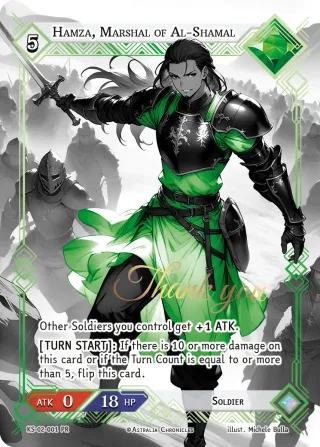 5
Hamza, Marshal of Al-Shamal
Thank you
Other Soldiers you control get +1 ATK.
[TURN START]: If there is 10 or more damage on
this card or if the Turn Count is equal to or more
than 5, flip this card.
ATK 0 18 HP
Soldier
KS-02-001 PR
©Astralia Chronicles
illust. Michele Bulla